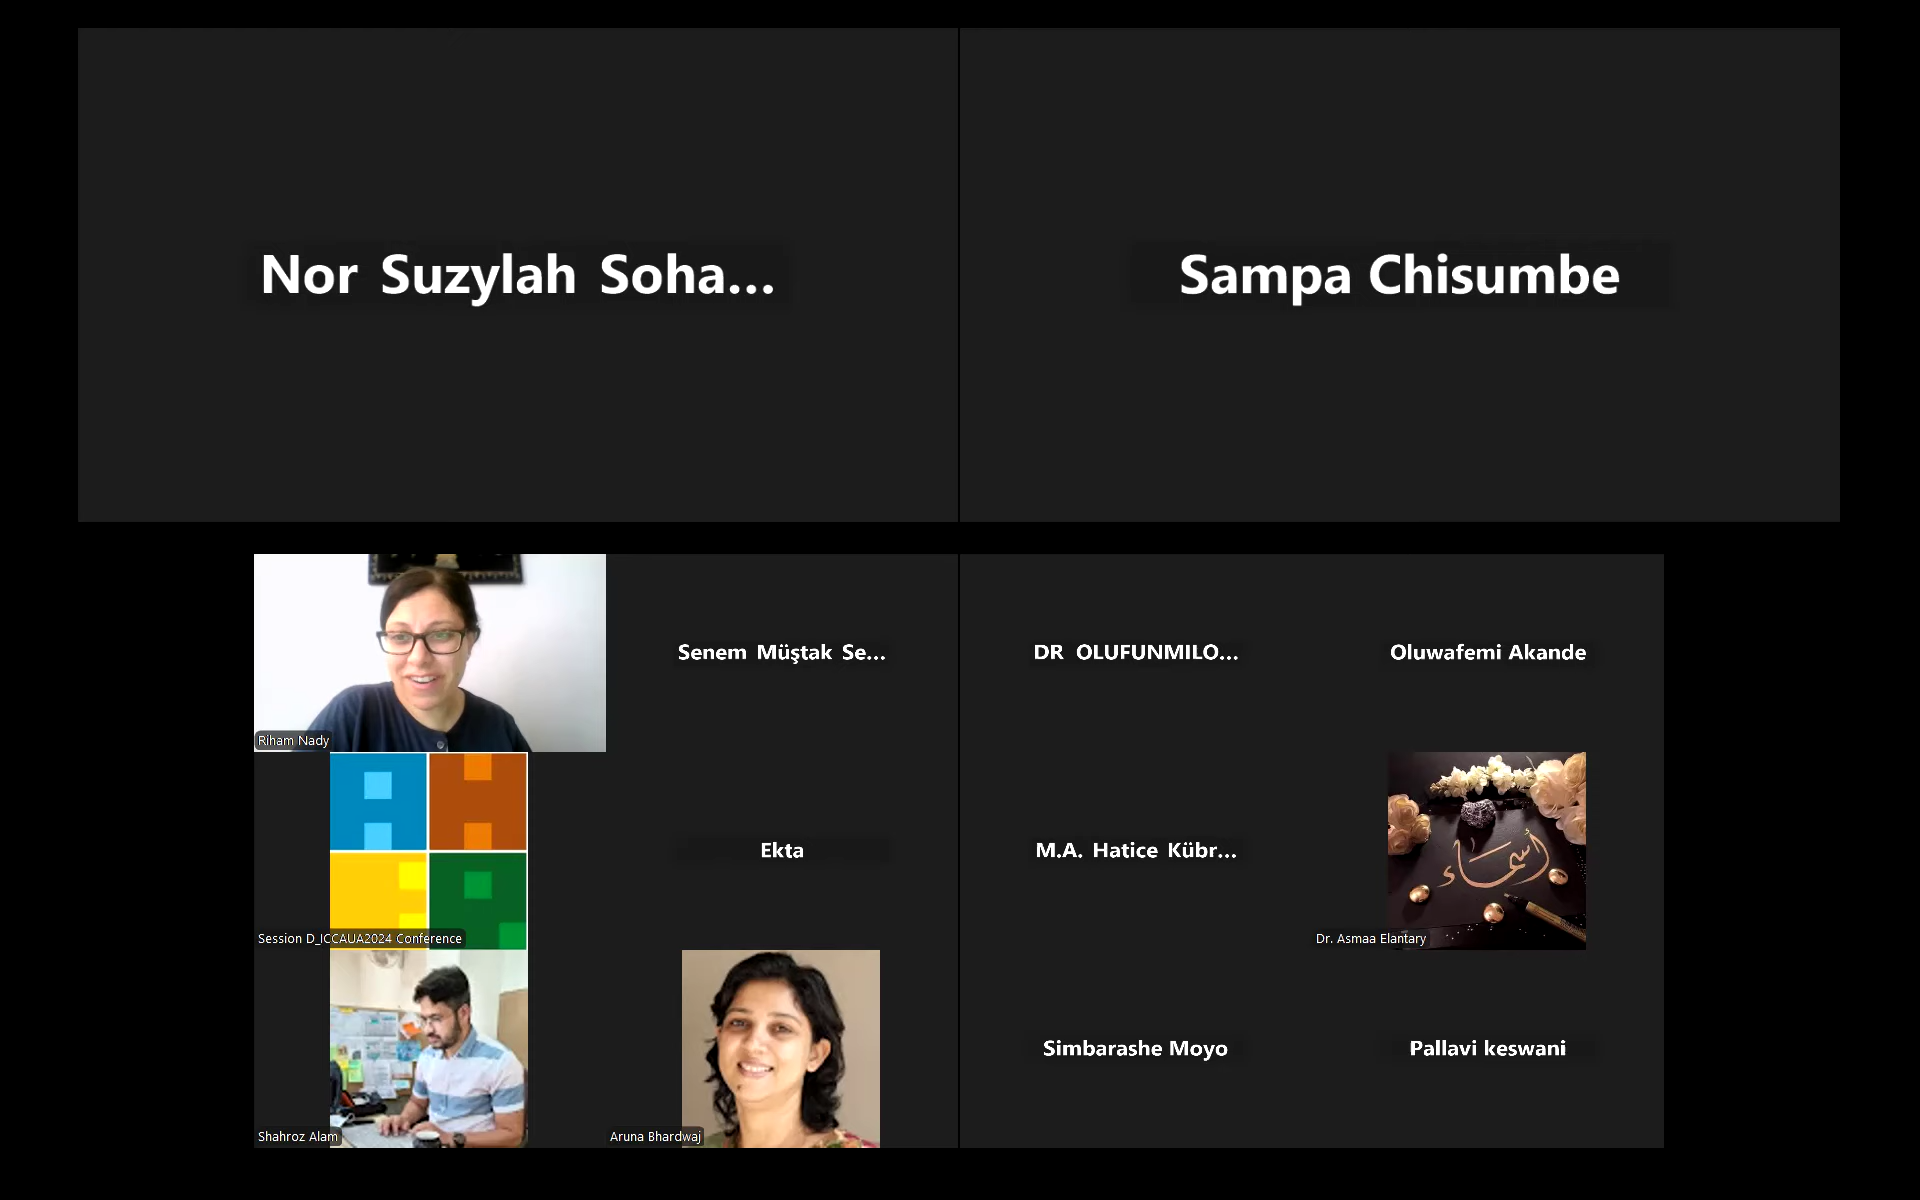 Nor Suzylah Soha...
Sampa Chisumbe
Riham Nady
Senem Müştak Se...
DR OLUFUNMILO...
Oluwafemi Akande
Session D_ICCAUA2024 Conference
Ekta
M.A. Hatice Kübr...
أسماء
Dr. Asmaa Elantary
Shahroz Alam
Aruna Bhardwaj
Simbarashe Moyo
Pallavi keswani